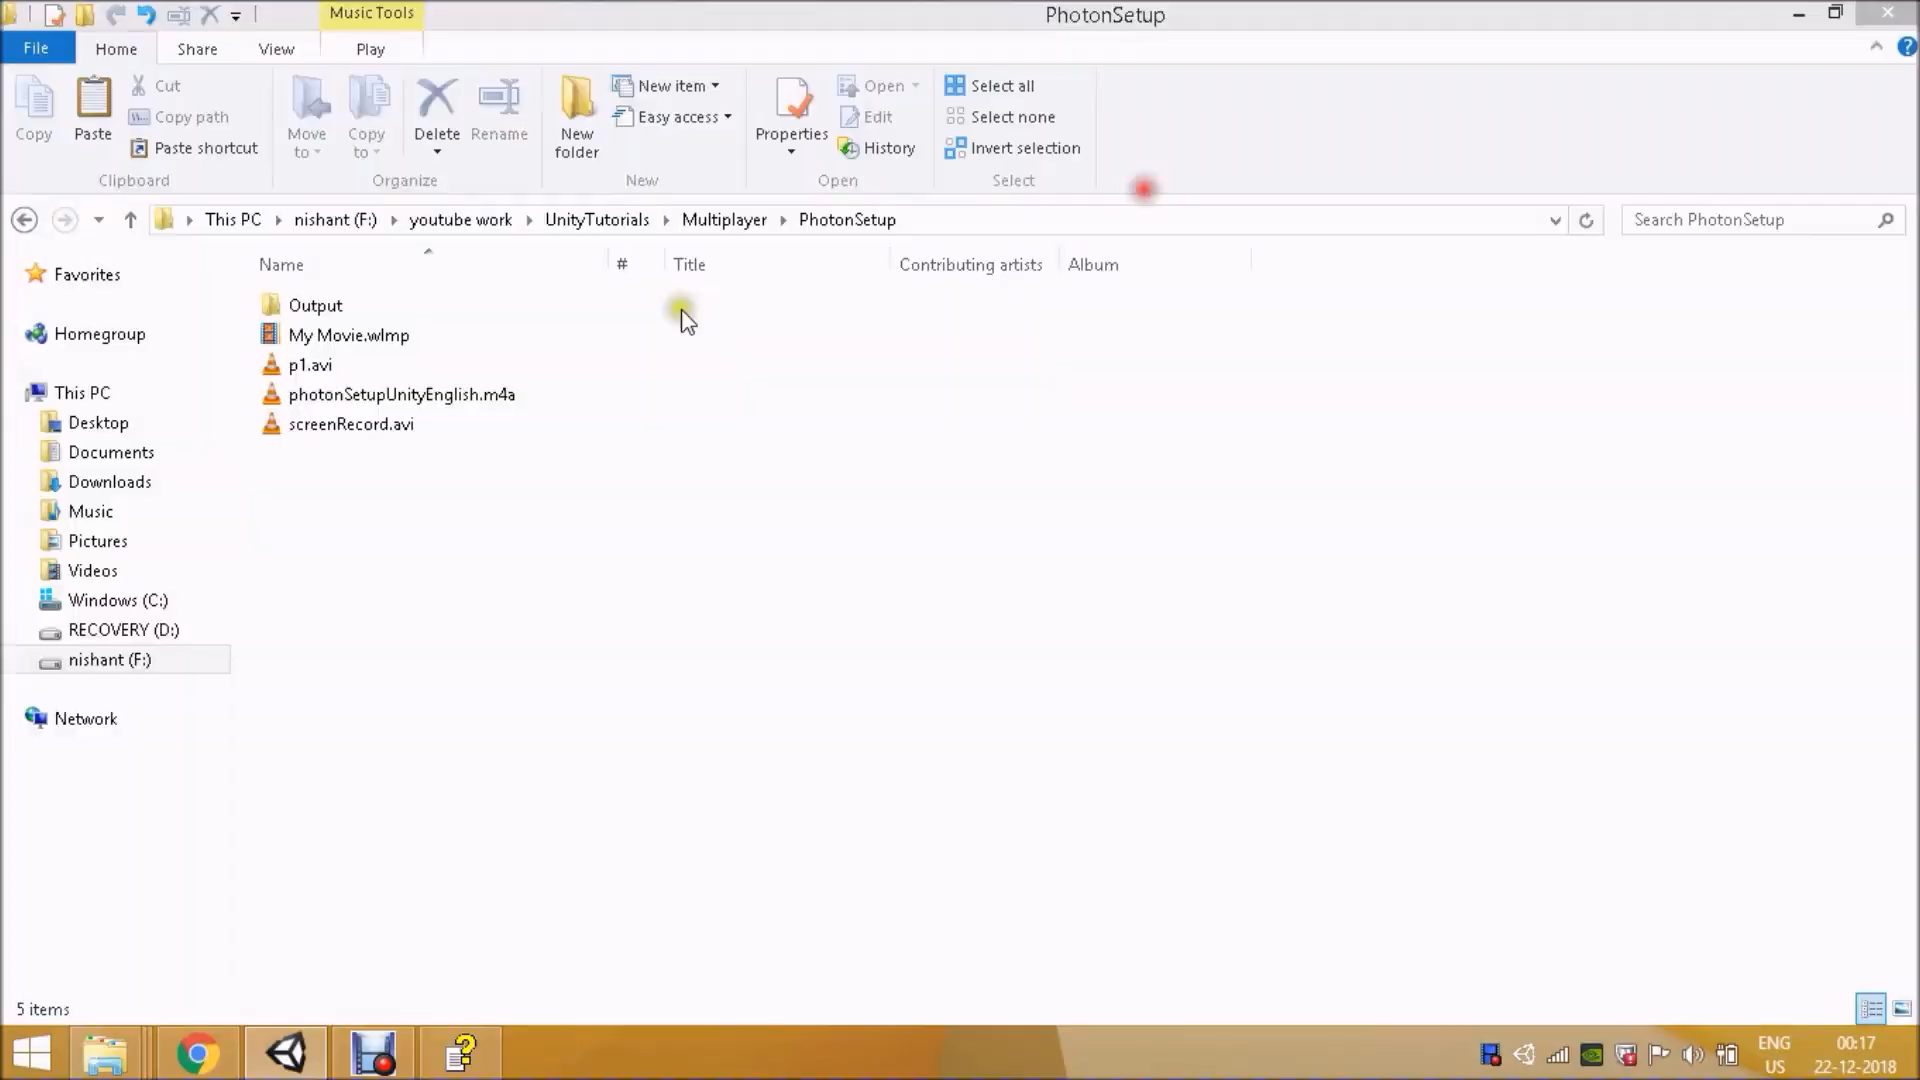 Music Tools
PhotonSetup
File Home Share View Play
Copy
Paste
Cut
Copy path
Paste shortcut
Clipboard
Move to
Copy to
Delete
Rename
Organize
New folder
New item
Easy access
New
Properties
Open
Edit
History
Open
Select all
Select none
Invert selection
Select
This PC nishant (F:) youtube work UnityTutorials Multiplayer PhotonSetup
Search PhotonSetup
Name # Title Contributing artists Album
Favorites
Homegroup
This PC
Desktop
Documents
Downloads
Music
Pictures
Videos
Windows (C:)
RECOVERY (D:)
nishant (F:)
Network
Output
My Movie.wlmp
p1.avi
photonSetupUnityEnglish.m4a
screenRecord.avi
5 items
ENG
US
00:17
22-12-2018